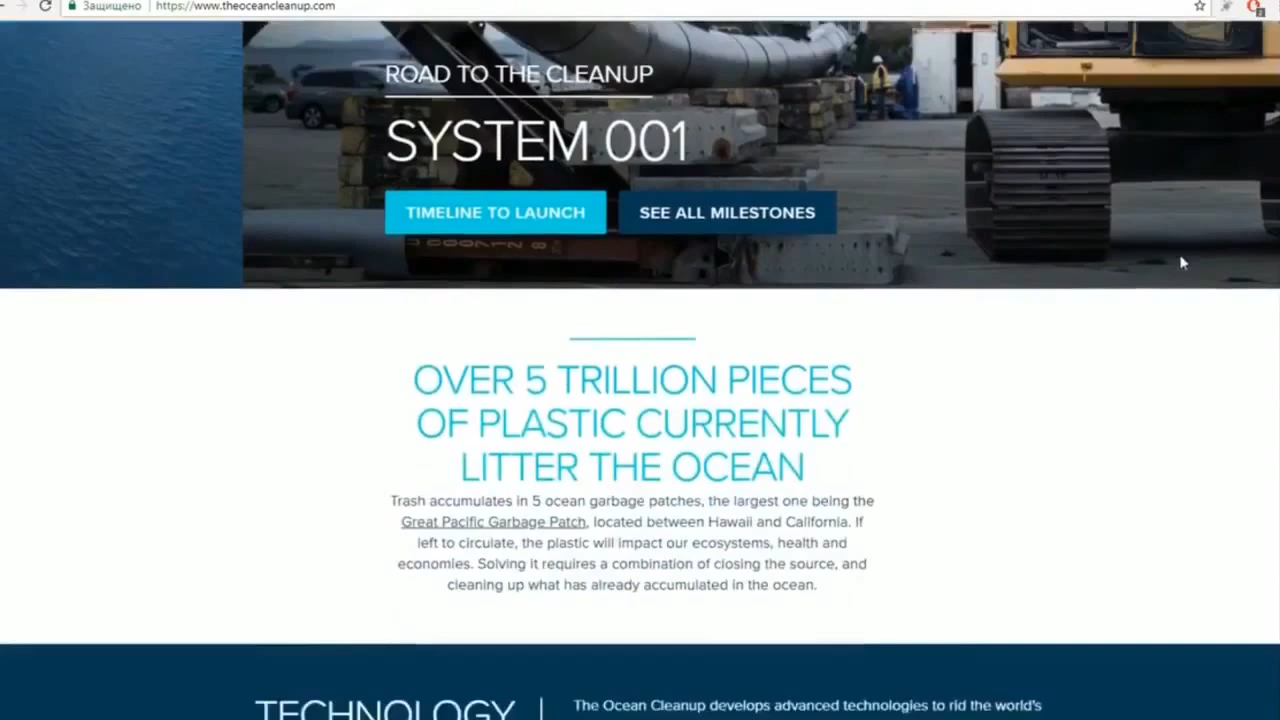 Защищено
https://www.theoceancleanup.com
ROAD TO THE CLEANUP
SYSTEM 001
TIMELINE TO LAUNCH
SEE ALL MILESTONES
OVER 5 TRILLION PIECES
OF PLASTIC CURRENTLY
LITTER THE OCEAN
Trash accumulates in 5 ocean garbage patches, the largest one being the
Great Pacific Garbage Patch, located between Hawaii and California. If
left to circulate, the plastic will impact our ecosystems, health and
economies. Solving it requires a combination of closing the source, and
cleaning up what has already accumulated in the ocean.
TECHNOLOGY
The Ocean Cleanup develops advanced technologies to rid the world's